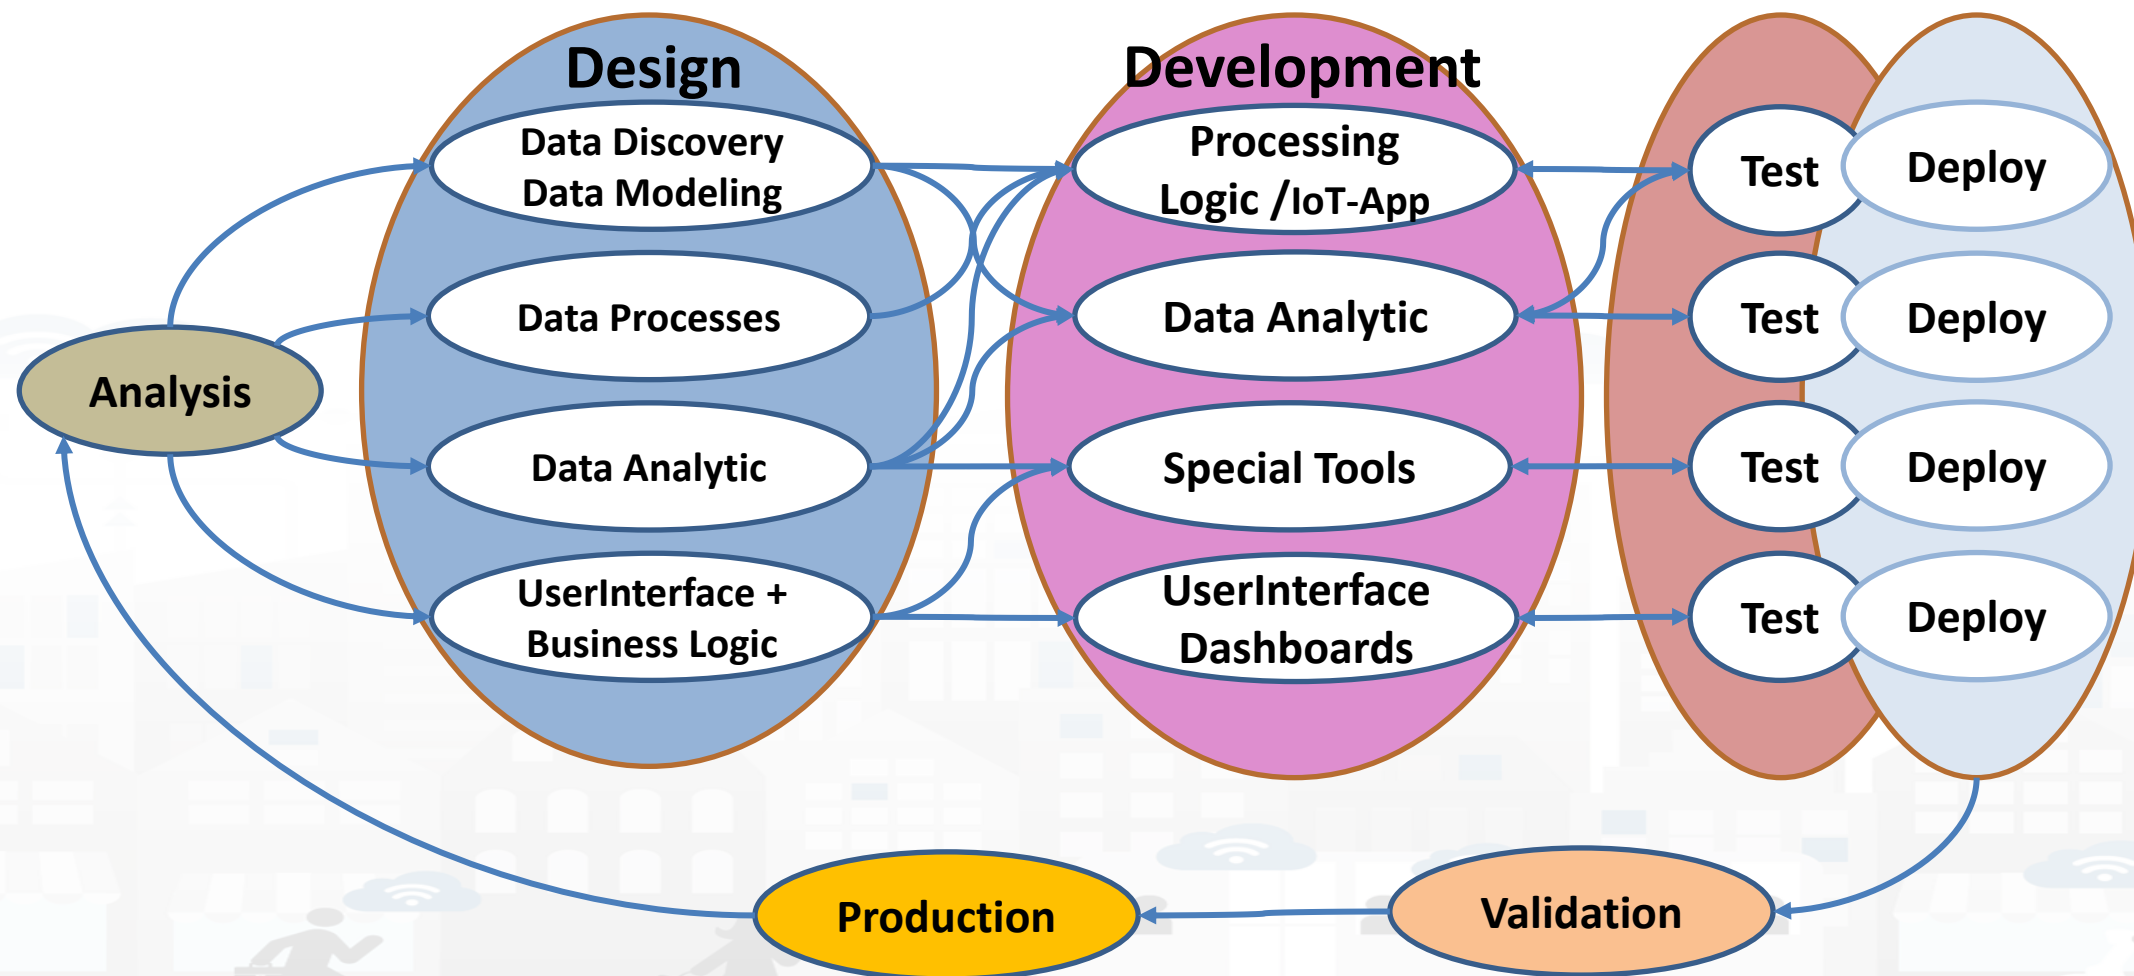 Design
Development
Data Discovery
Data Modeling
Processing
Logic /IoT-App
Test
Deploy
Data Processes
Data Analytic
Test
Deploy
Analysis
Data Analytic
Special Tools
Test
Deploy
UserInterface +
Business Logic
UserInterface
Dashboards
Test
Deploy
Production
Validation